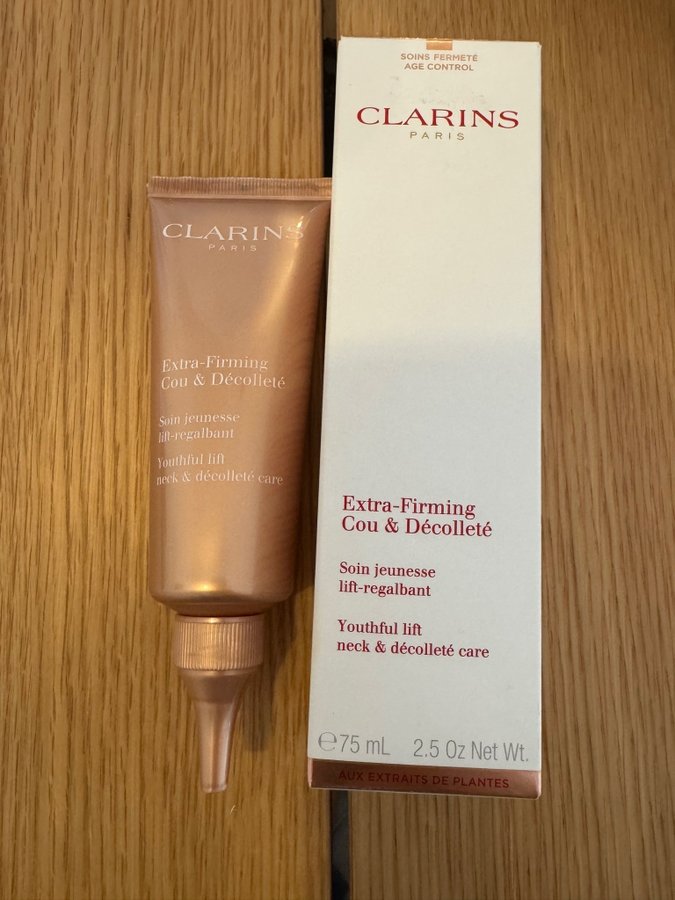 CLARINS
PARIS
Extra-Firming
Cou & Décolleté
Soin jeunesse
lift-regalbant
Youthful lift
neck & décolleté care
SOINS FERMETÉ
AGE CONTROL
CLARINS
PARIS
Extra-Firming
Cou & Décolleté
Soin jeunesse
lift-regalbant
Youthful lift
neck & décolleté care
℮75 mL 2.5 Oz Net Wt.
AUX EXTRAITS DE PLANTES